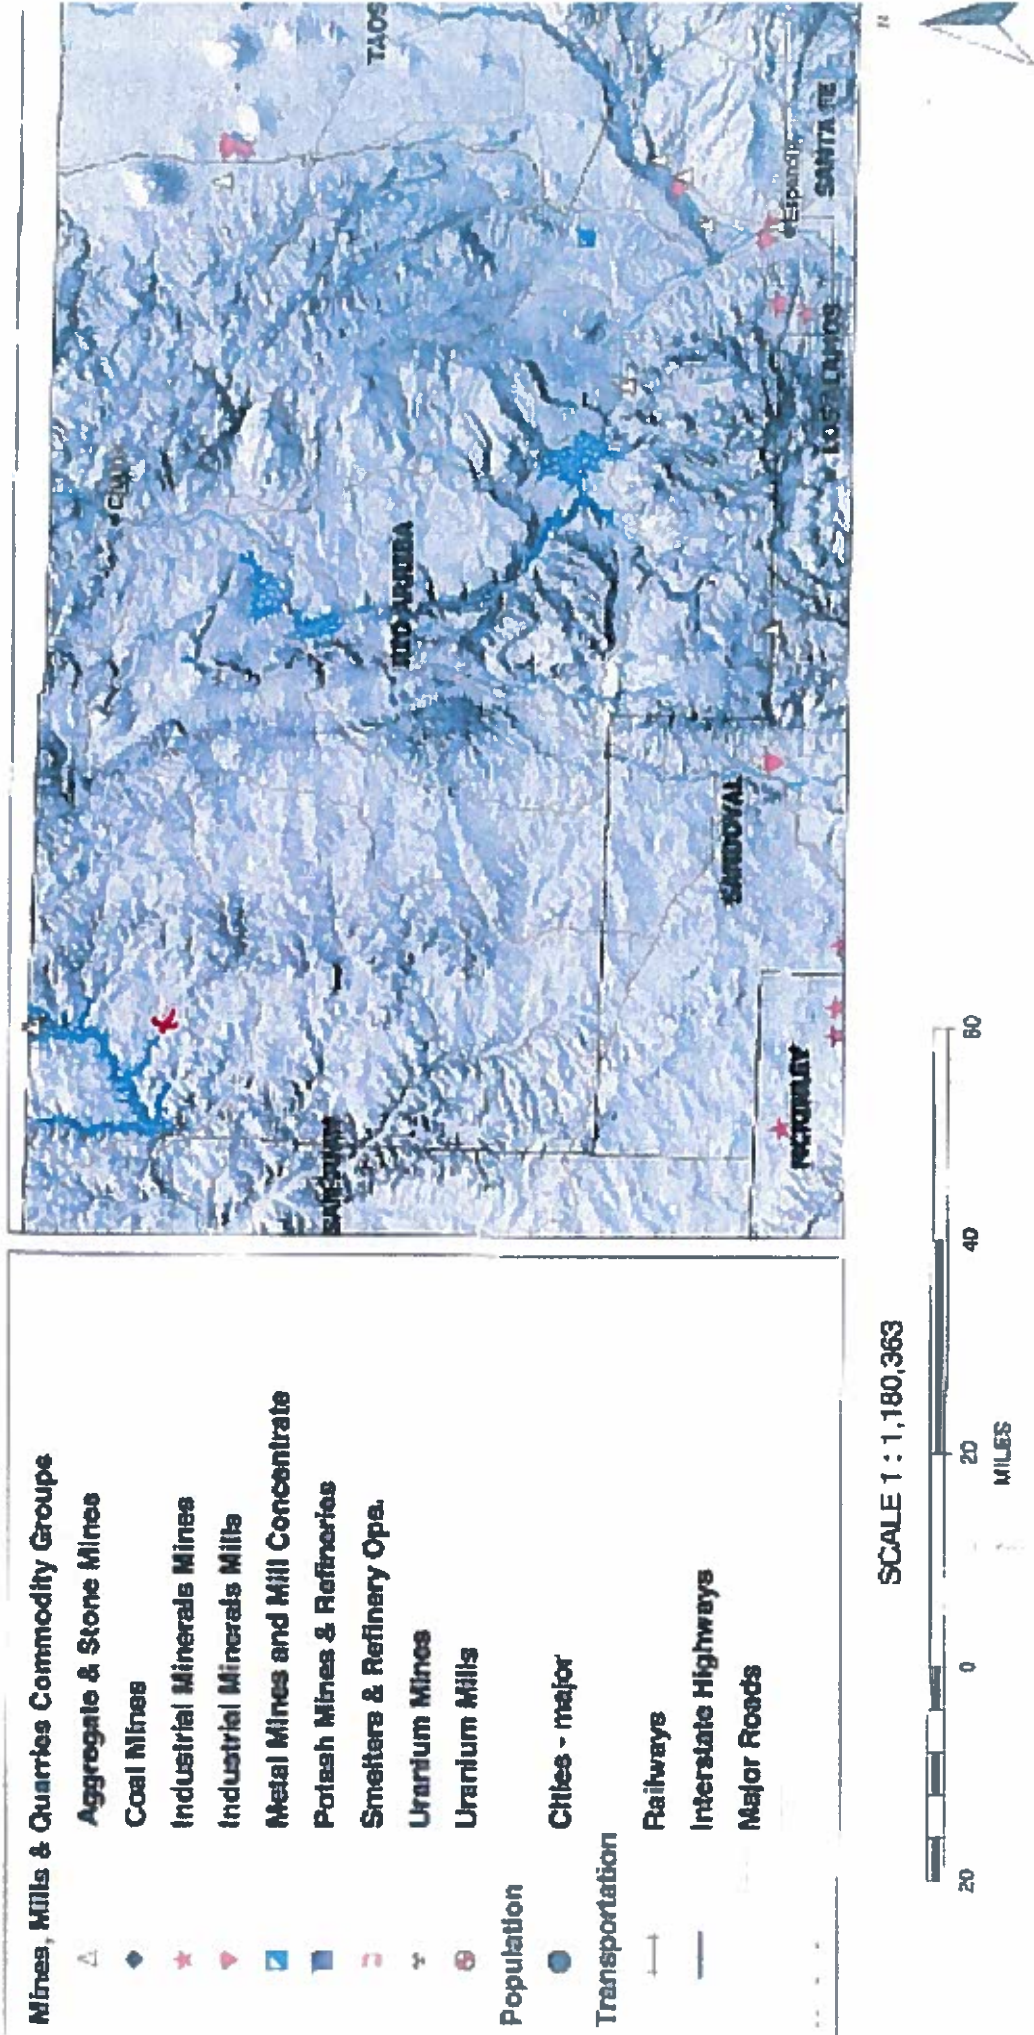 Mines, Mills & Quarries Commodity Groups
Aggregate & Stone Mines
Coal Mines
Industrial Minerals Mines
Industrial Minerals Mills
Metal Mines and Mill Concentrate
Potash Mines & Refineries
Smelters & Refinery Ops.
Uranium Mines
Uranium Mills
Population
Cities - major
Transportation
Railways
Interstate Highways
Major Roads
TAOS
RIO ARRIBA
SAN JUAN
SANDOVAL
MCKINLEY
LOS ALAMOS
SANTA FE
SCALE 1 : 1,180,363
20 0 20 40 60
MILES
N